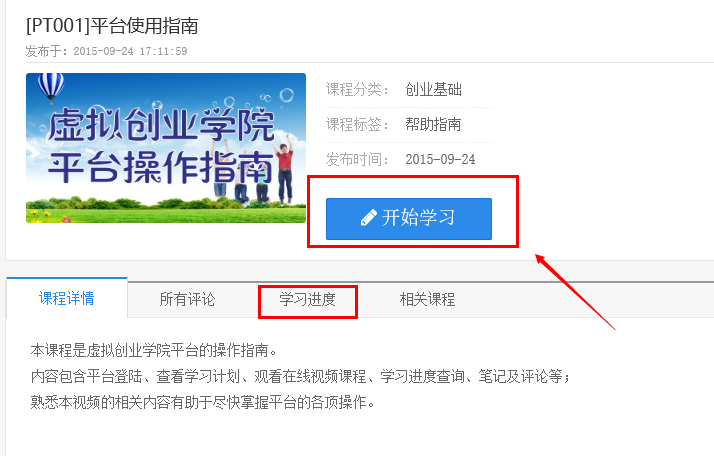 [PT001]平台使用指南
发布于：2015-09-24 17:11:59
虚拟创业学院
平台操作指南
课程分类： 创业基础
课程标签： 帮助指南
发布时间： 2015-09-24
开始学习
课程详情 所有评论 学习进度 相关课程
本课程是虚拟创业学院平台的操作指南。
内容包含平台登陆、查看学习计划、观看在线视频课程、学习进度查询、笔记及评论等；
熟悉本视频的相关内容有助于尽快掌握平台的各项操作。